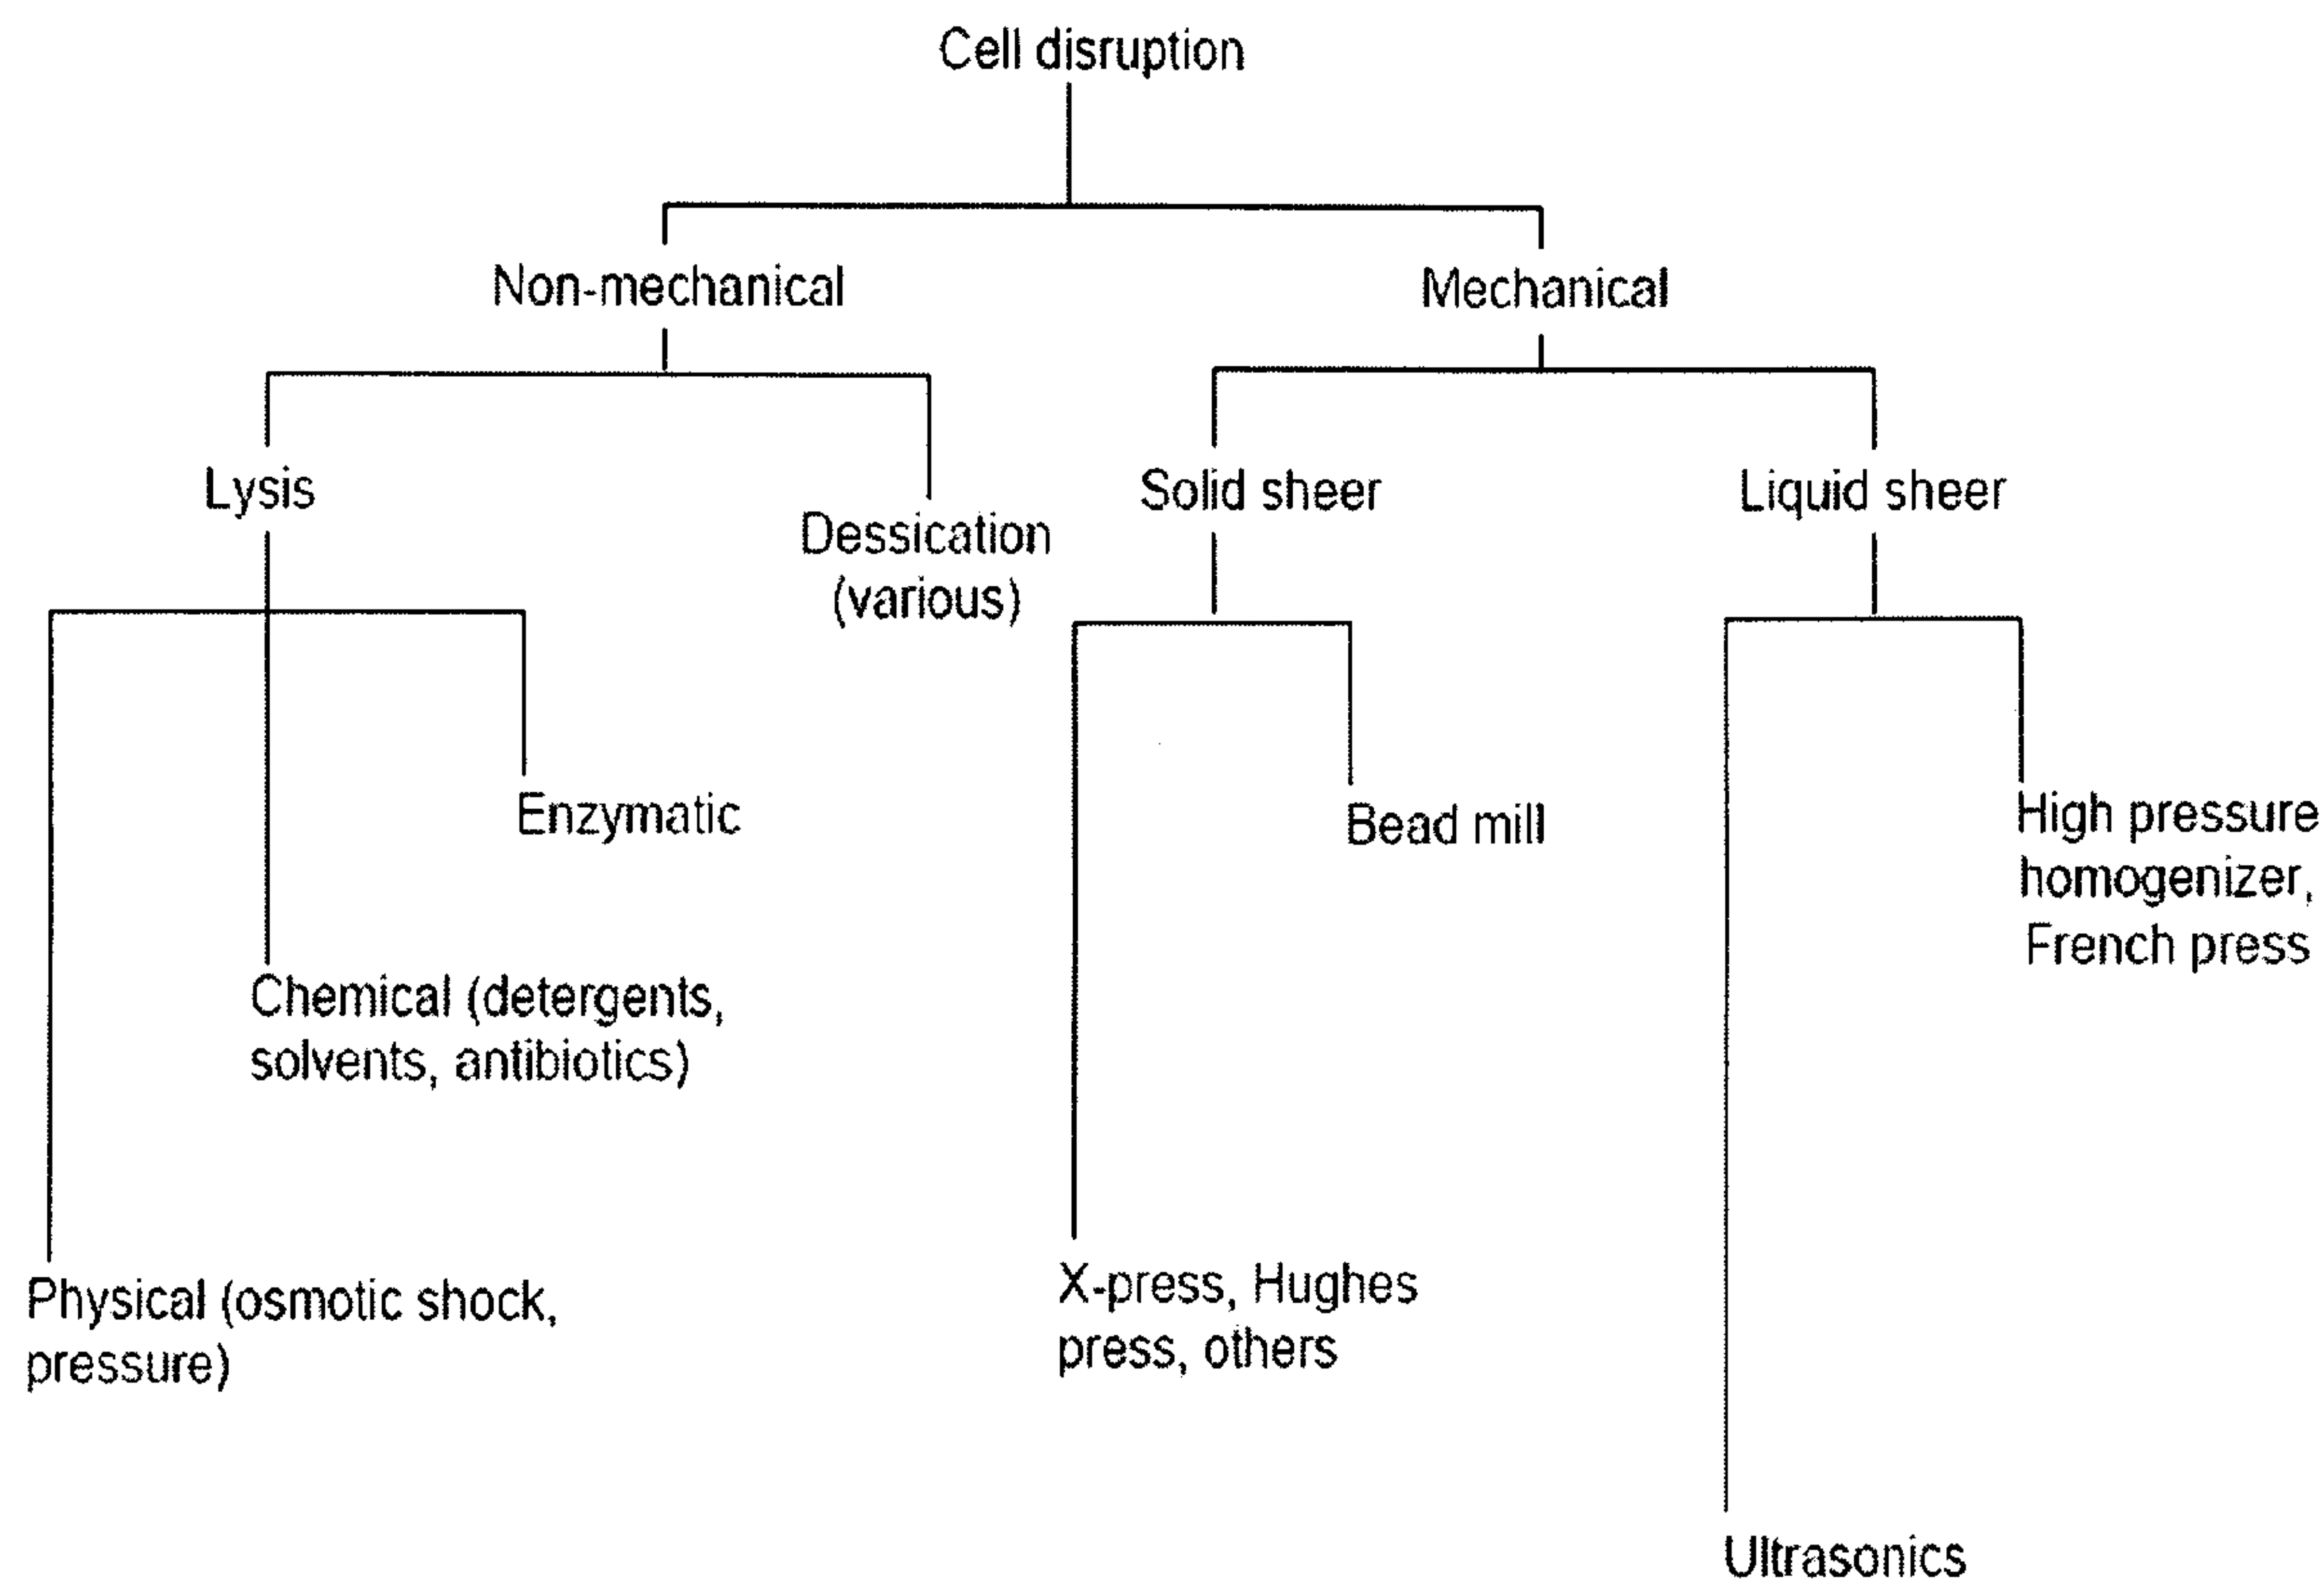 Cell disruption
Non-mechanical
Mechanical
Lysis
Dessication
(various)
Solid sheer
Liquid sheer
Enzymatic
Bead mill
High pressure
homogenizer,
French press
Chemical (detergents,
solvents, antibiotics)
Physical (osmotic shock,
pressure)
X-press, Hughes
press, others
Ultrasonics